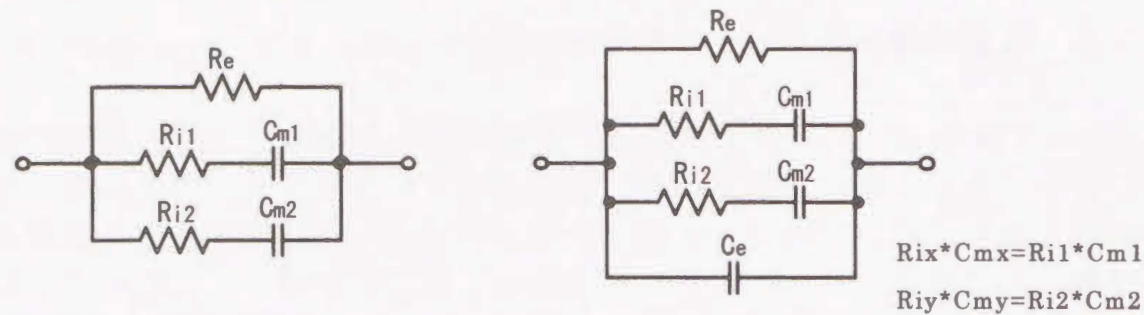 Re
Ri1 Cm1
Ri2 Cm2
Re
Ri1 Cm1
Ri2 Cm2
Ce
Rix*Cmx=Ri1*Cm1
Riy*Cmy=Ri2*Cm2